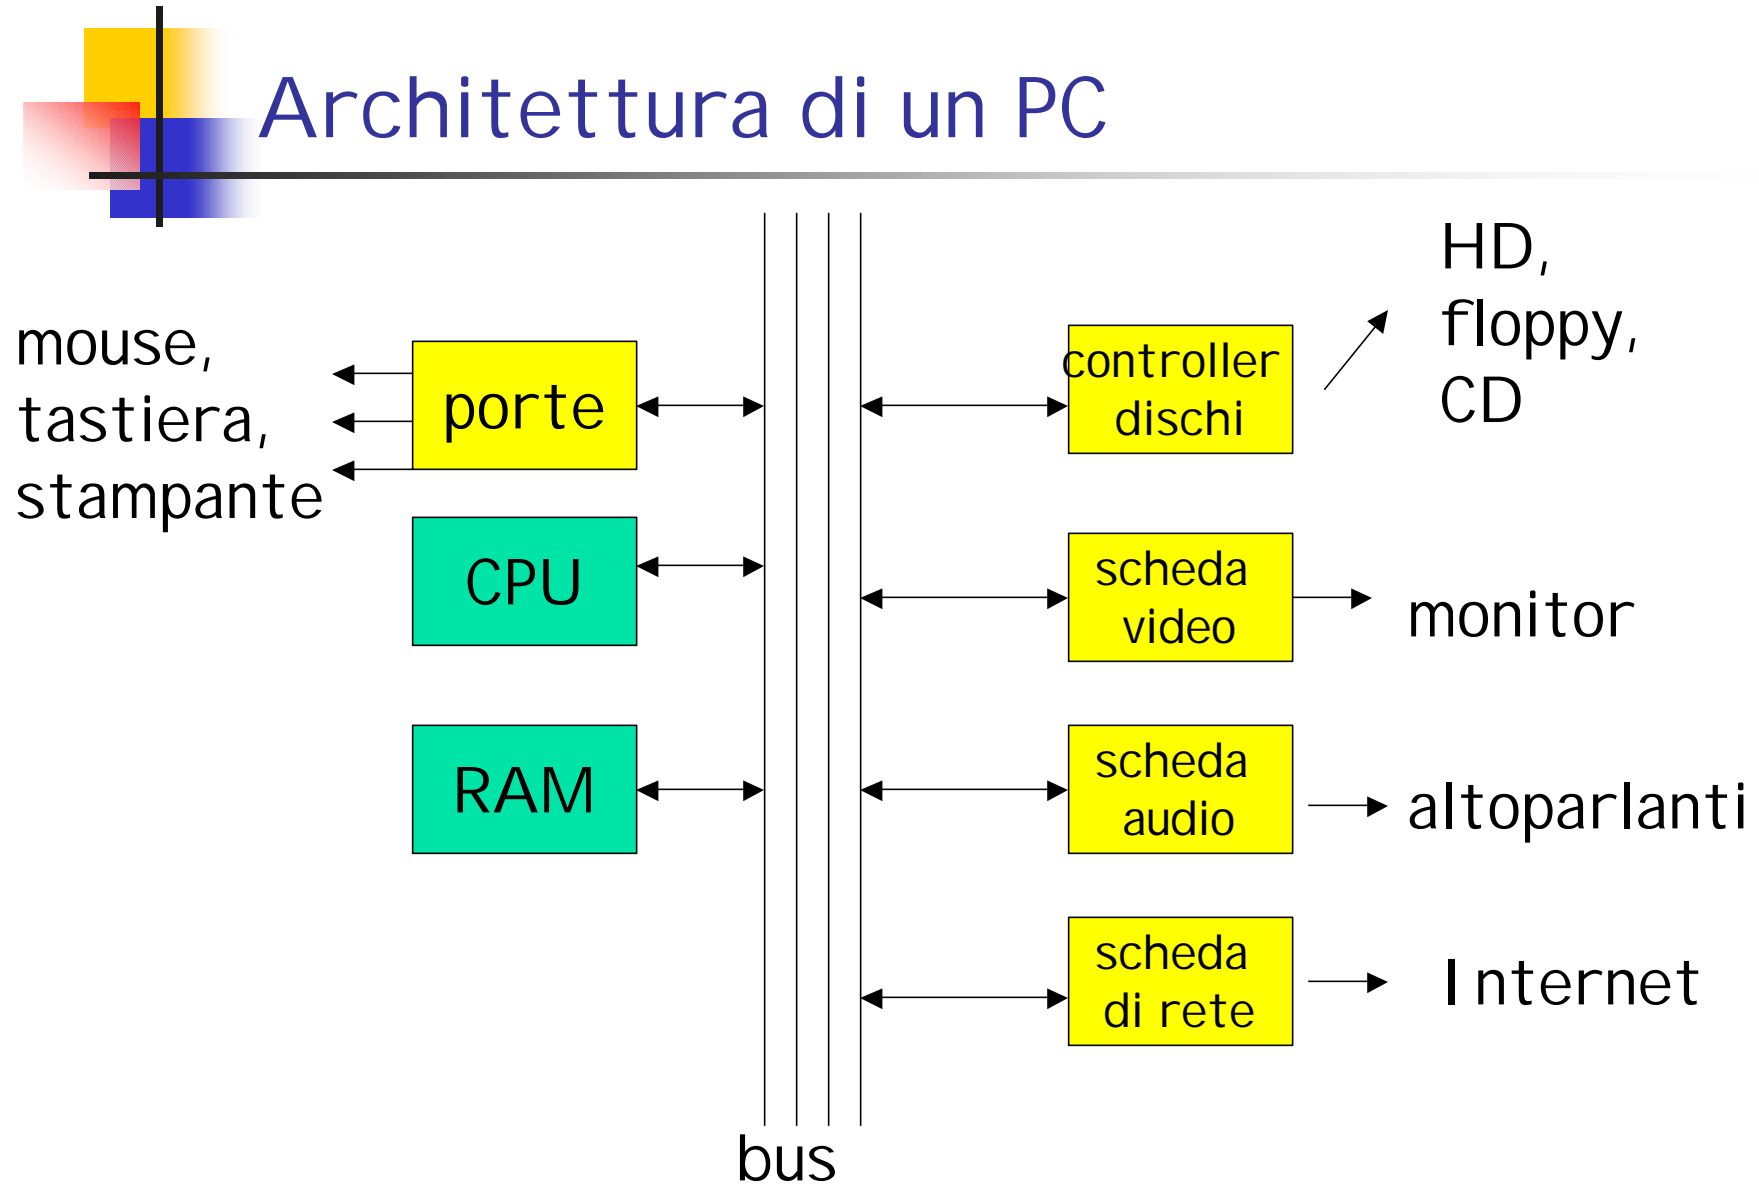 Architettura di un PC
mouse,
tastiera,
stampante
porte
CPU
RAM
bus
controller
dischi
HD,
floppy,
CD
scheda
video
monitor
scheda
audio
altoparlanti
scheda
di rete
Internet